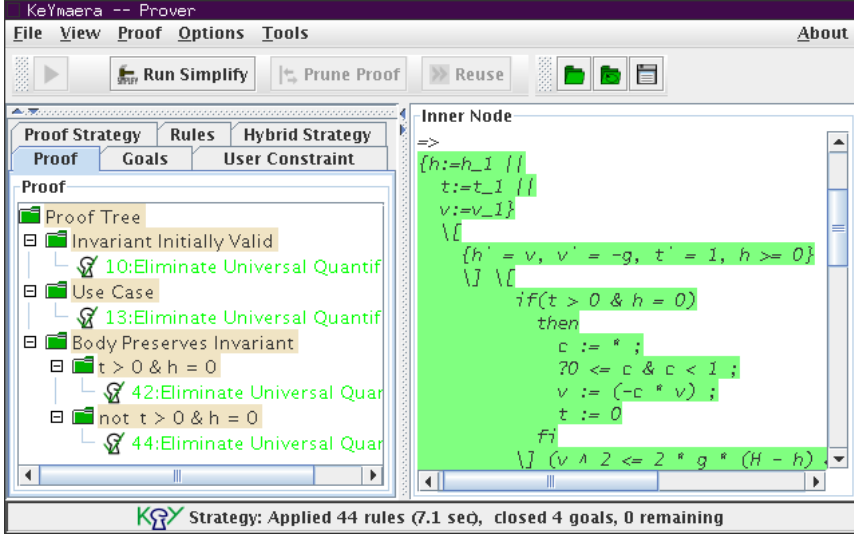 KeYmaera -- Prover
File View Proof Options Tools About
Run Simplify Prune Proof Reuse
Proof Strategy Rules Hybrid Strategy
Proof Goals User Constraint
Proof
Proof Tree
Invariant Initially Valid
10:Eliminate Universal Quantif
Use Case
13:Eliminate Universal Quantif
Body Preserves Invariant
t > 0 & h = 0
42:Eliminate Universal Quar
not t > 0 & h = 0
44:Eliminate Universal Quar
Inner Node
=>
{h:=h_1 ||
t:=t_1 ||
v:=v_1}
\[
{h' = v, v' = -g, t' = 1, h >= 0}
\] \[
if(t > 0 & h = 0)
then
c := * ;
?0 <= c & c < 1 ;
v := (-c * v) ;
t := 0
fi
\] (v ^ 2 <= 2 * g * (H - h)
KeY Strategy: Applied 44 rules (7.1 sec), closed 4 goals, 0 remaining